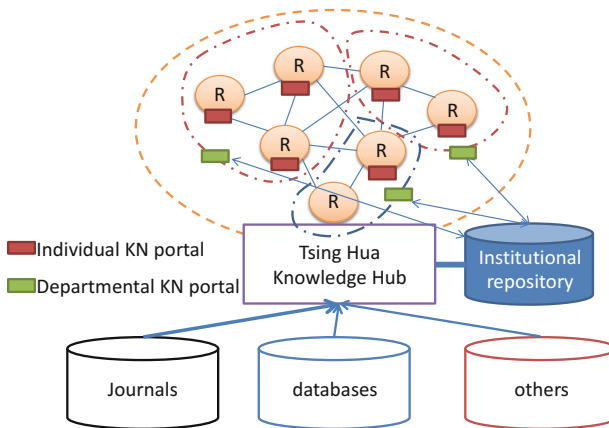 R
R
R
R
R
R
R
Individual KN portal
Departmental KN portal
Tsing Hua
Knowledge Hub
Institutional
repository
Journals
databases
others